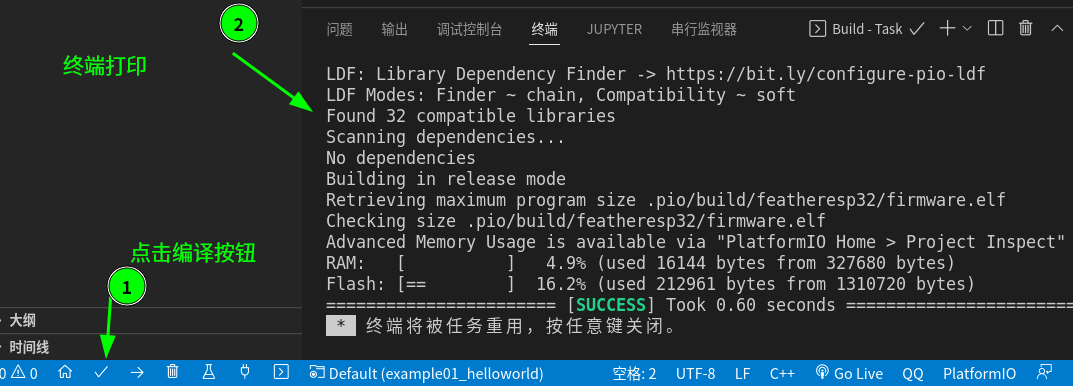 2
终端打印
问题 输出 调试控制台 终端 JUPYTER 串行监视器 Build - Task
LDF: Library Dependency Finder -> https://bit.ly/configure-pio-ldf
LDF Modes: Finder ~ chain, Compatibility ~ soft
Found 32 compatible libraries
Scanning dependencies...
No dependencies
Building in release mode
Retrieving maximum program size .pio/build/featheresp32/firmware.elf
Checking size .pio/build/featheresp32/firmware.elf
Advanced Memory Usage is available via "PlatformIO Home > Project Inspect"
RAM:   [          ]   4.9% (used 16144 bytes from 327680 bytes)
Flash: [==        ]  16.2% (used 212961 bytes from 1310720 bytes)
======================= [SUCCESS] Took 0.60 seconds =======================
* 终端将被任务重用，按任意键关闭。
点击编译按钮
1
大纲
时间线
0 0 Default (example01_helloworld) 空格: 2 UTF-8 LF C++ Go Live QQ PlatformIO